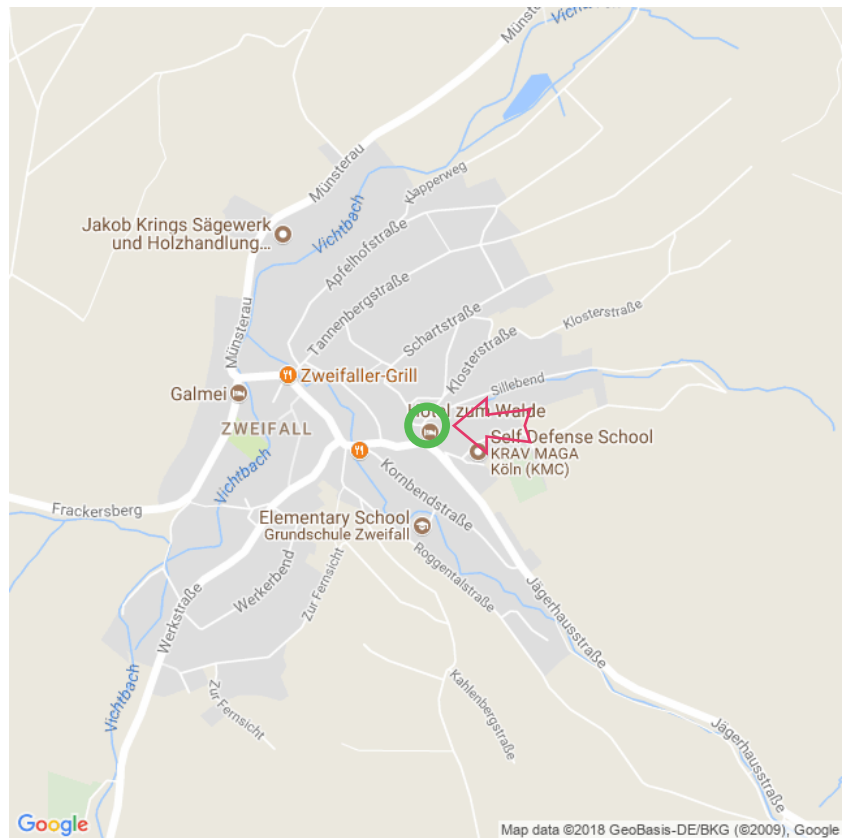 Münsterau
Münsterau
Klapperweg
Vichtbach
Jakob Krings Sägewerk
und Holzhandlung...
Apfelhofstraße
Tannenbergstraße
Münsterau
Schartstraße
Klosterstraße
Klosterstraße
Zweifaller-Grill
Galmei
Sillebend
Hotel zum Walde
ZWEIFALL
Self Defense School
KRAV MAGA
Köln (KMC)
Vichtbach
Kornbendstraße
Frackersberg
Elementary School
Grundschule Zweifall
Roggentalstraße
Werkerbend
Zur Fernsicht
Werkstraße
Jägerhausstraße
Vichtbach
Zur Fernsicht
Kahlenbergstraße
Jägerhausstraße
Google
Map data ©2018 GeoBasis-DE/BKG (©2009), Google